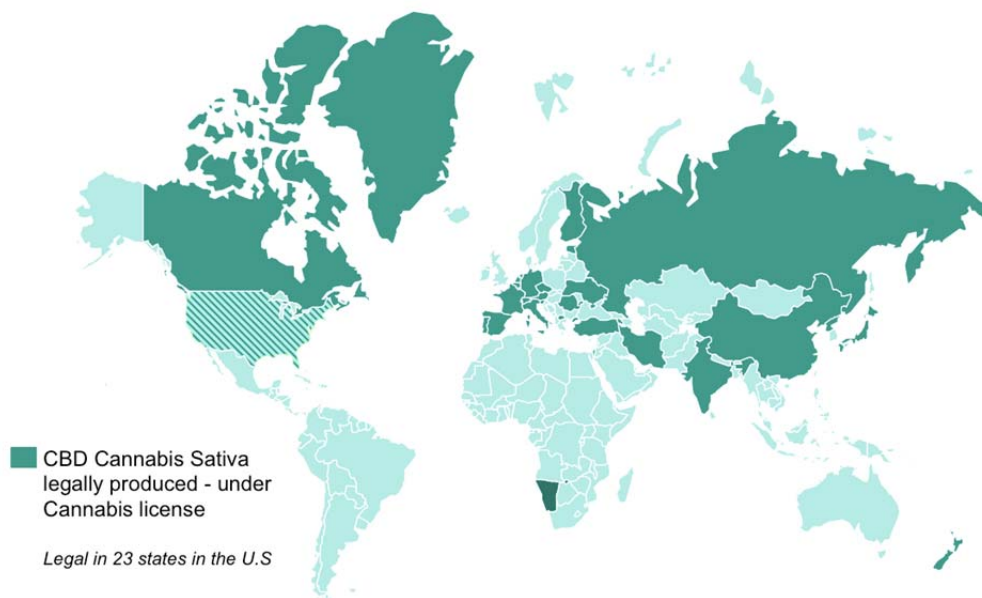 CBD Cannabis Sativa
legally produced - under
Cannabis license
Legal in 23 states in the U.S